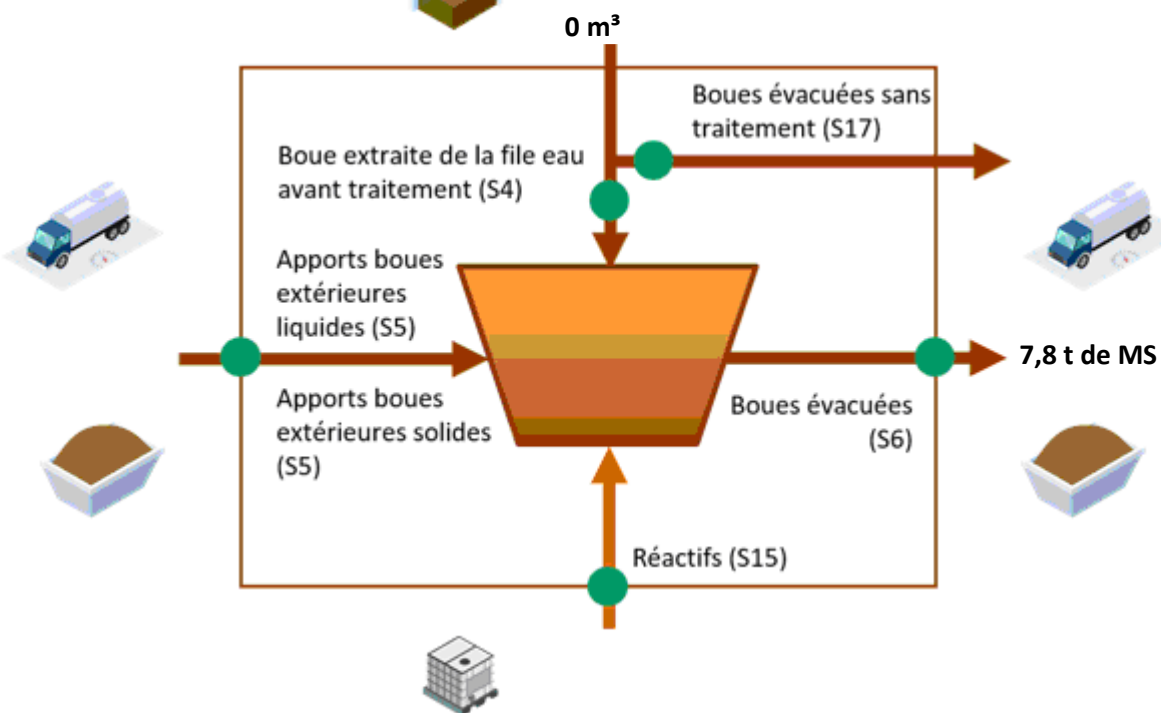 0 m³
Boues évacuées sans
traitement (S17)
Boue extraite de la file eau
avant traitement (S4)
Apports boues
extérieures
liquides (S5)
7,8 t de MS
Apports boues
extérieures solides
(S5)
Boues évacuées
(S6)
Réactifs (S15)